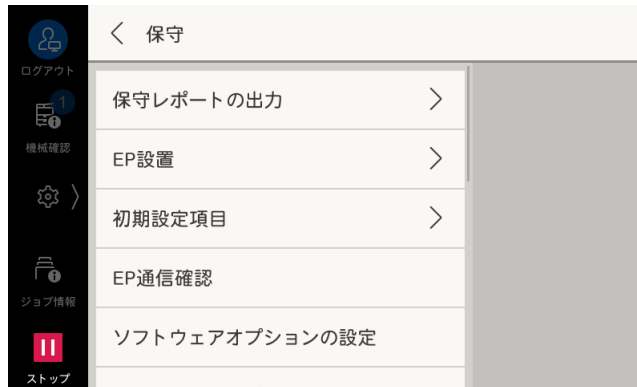 ログアウト
1
機械確認
ジョブ情報
ストップ
保守
保守レポートの出力
EP設置
初期設定項目
EP通信確認
ソフトウェアオプションの設定